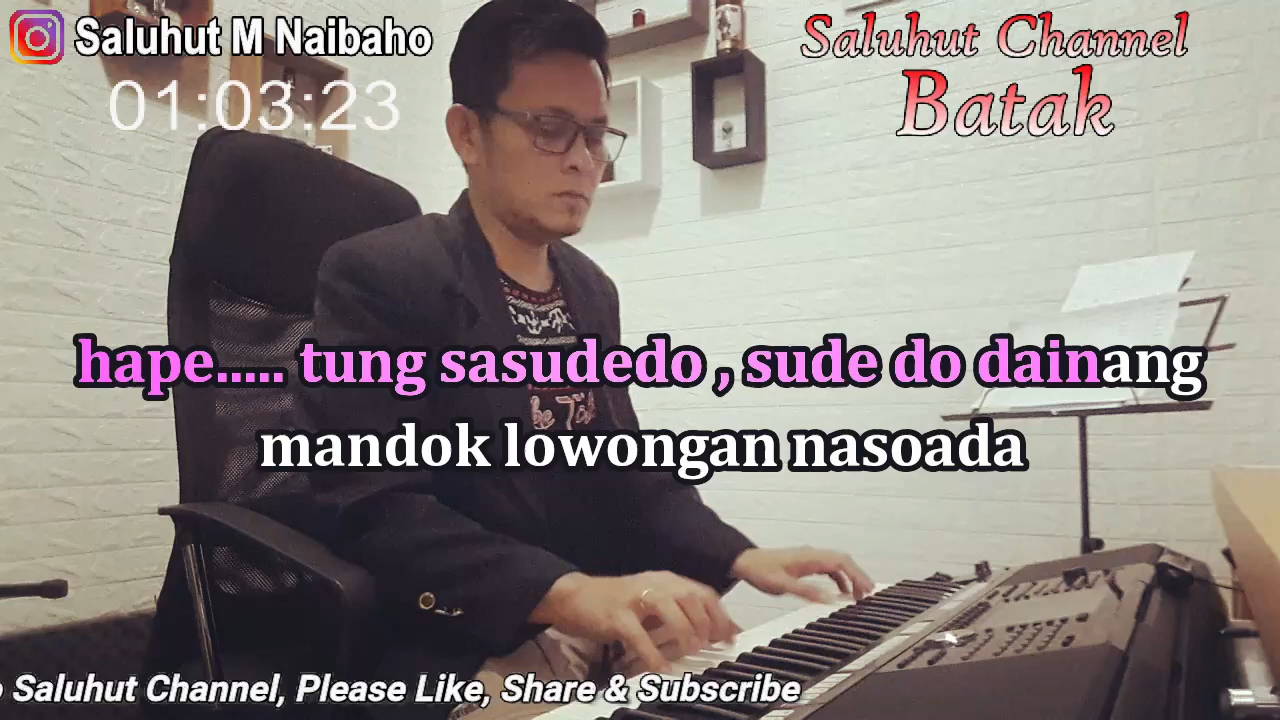 Saluhut M Naibaho
Saluhut Channel
Batak
01:03:23
hape..... tung sasudedo , sude do dainang
mandok lowongan nasoada
Saluhut Channel, Please Like, Share & Subscribe